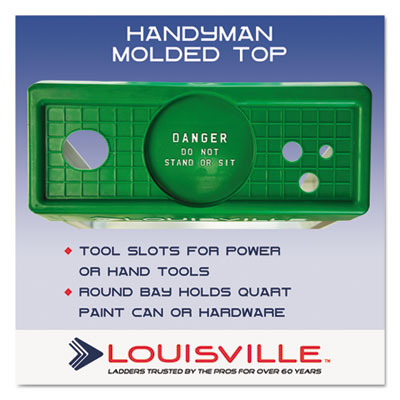 HANDYMAN
MOLDED TOP
DANGER
DO NOT
STAND OR SIT
LOUISVILLE
TOOL SLOTS FOR POWER
OR HAND TOOLS
ROUND BAY HOLDS QUART
PAINT CAN OR HARDWARE
LOUISVILLE™
LADDERS TRUSTED BY THE PROS FOR OVER 60 YEARS